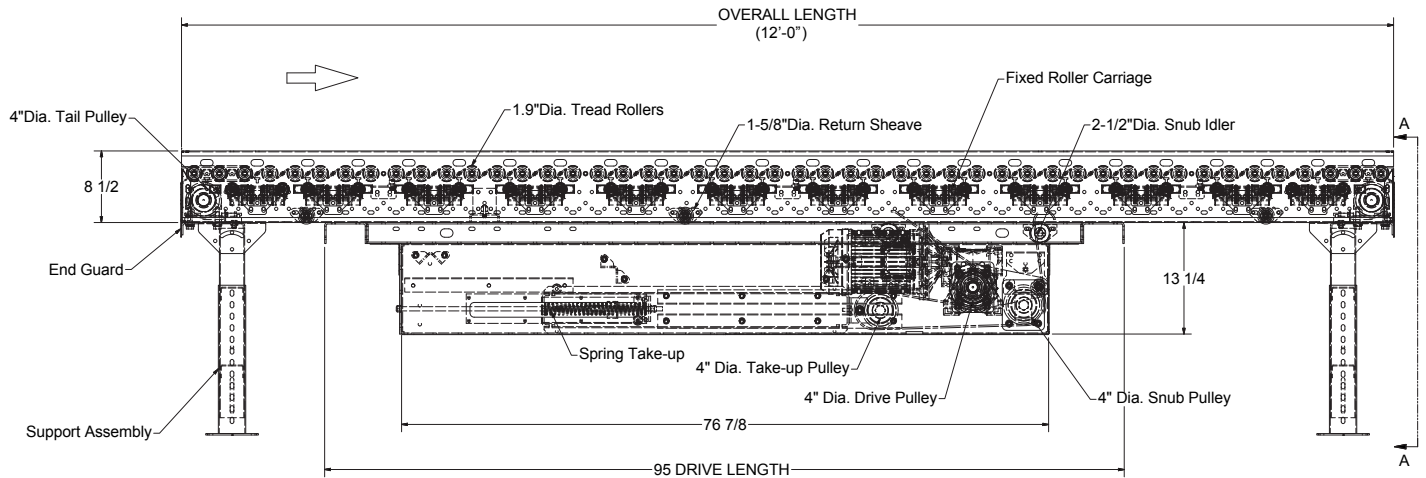 OVERALL LENGTH
(12'-0")
Fixed Roller Carriage
4"Dia. Tail Pulley
1.9"Dia. Tread Rollers
1-5/8"Dia. Return Sheave
2-1/2"Dia. Snub Idler
A
8 1/2
End Guard
13 1/4
Spring Take-up
4" Dia. Take-up Pulley
4" Dia. Drive Pulley
4" Dia. Snub Pulley
76 7/8
Support Assembly
A
95 DRIVE LENGTH